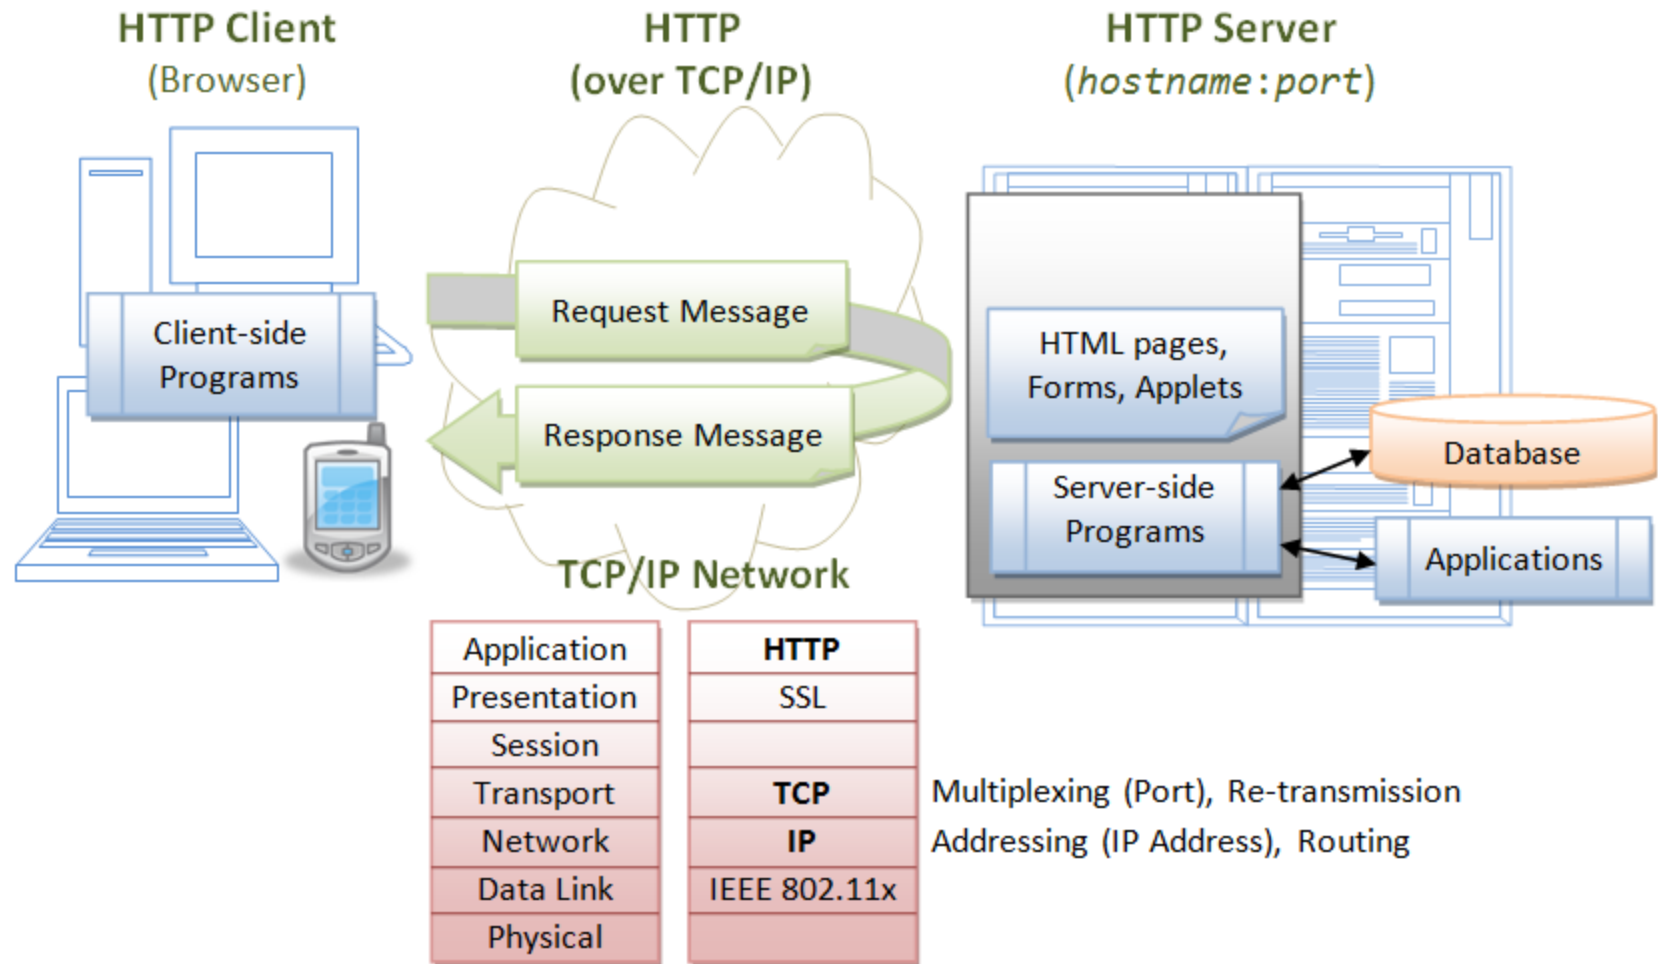 HTTP Client
(Browser)
HTTP
(over TCP/IP)
HTTP Server
(hostname:port)
Client-side
Programs
Request Message
Response Message
HTML pages,
Forms, Applets
Server-side
Programs
Database
Applications
TCP/IP Network
Application HTTP
Presentation SSL
Session
Transport TCP Multiplexing (Port), Re-transmission
Network IP Addressing (IP Address), Routing
Data Link IEEE 802.11x
Physical